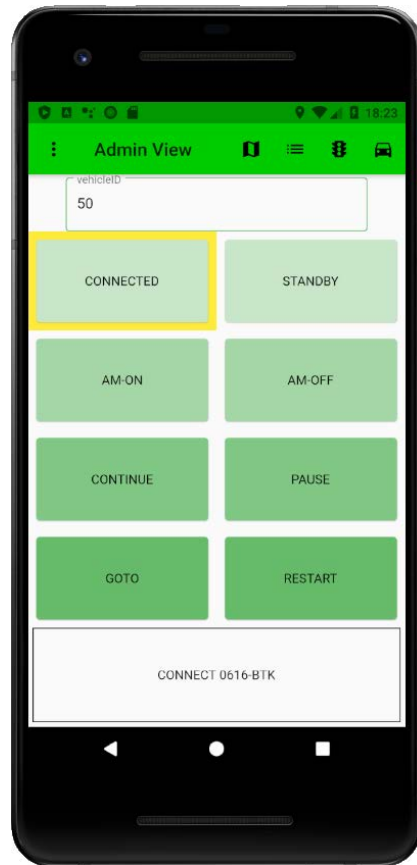 18:23
Admin View
vehicleID
50
CONNECTED STANDBY
AM-ON AM-OFF
CONTINUE PAUSE
GOTO RESTART
CONNECT 0616-BTK